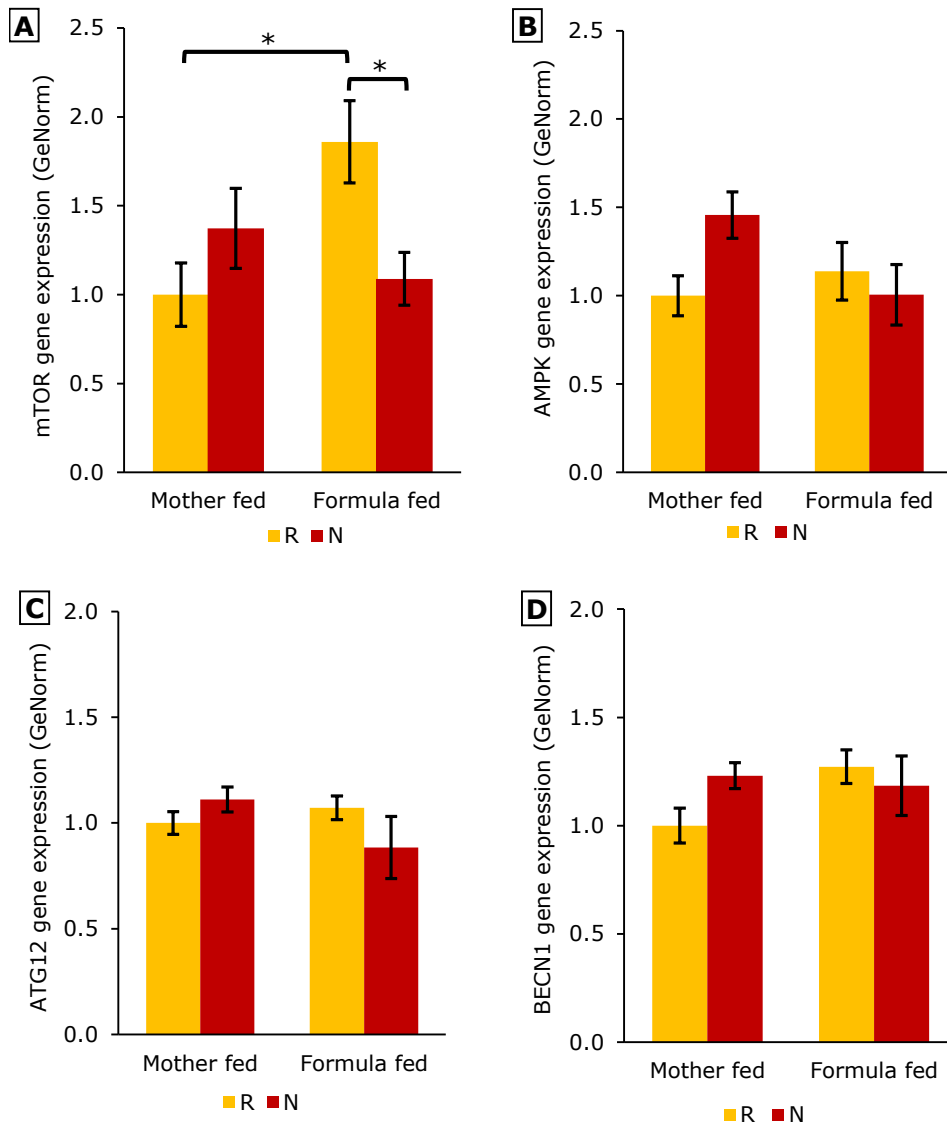 A
mTOR gene expression (GeNorm)
2.5
2.0
1.5
1.0
0.5
0.0
*
*
Mother fed Formula fed
R N
B
AMPK gene expression (GeNorm)
2.5
2.0
1.5
1.0
0.5
0.0
Mother fed Formula fed
R N
C
ATG12 gene expression (GeNorm)
2.0
1.5
1.0
0.5
0.0
Mother fed Formula fed
R N
D
BECN1 gene expression (GeNorm)
2.0
1.5
1.0
0.5
0.0
Mother fed Formula fed
R N